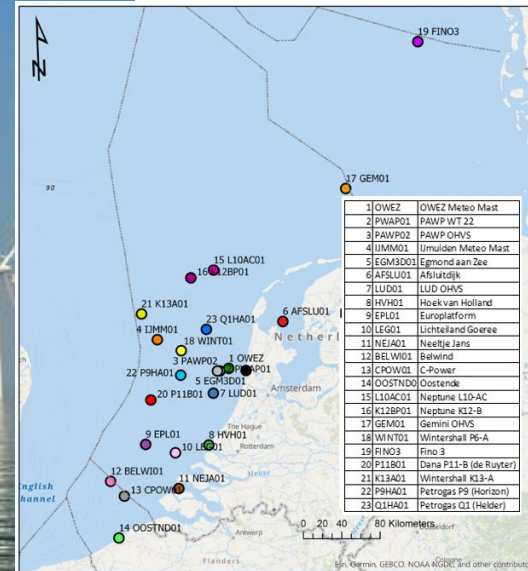 19 FINO3
N
90
17 GEM01
15 L10AC01
16 K12BP01
21 K13A01
6 AFSLU01
23 Q1HA01
4 IJMM01
18 WINT01
Netherl
3 PAWP02
1 OWEZ
22 P9HA01
5 EGM3D01
Amsterdam
20 P11B01
7 LUD01
The Hague
9 EPL01
8 HVH01
Rotterdam
10 LEG01
English
Channel
12 BELWI01
11 NEJA01
13 CPOW01
14 OOSTND01
Antwerp
Flanders
0 20 40 80 Kilometers
Cologne
Esri, Garmin, GEBCO, NOAA NGDC, and other contributo
1 OWEZ OWEZ Meteo Mast
2 PWAP01 PAWP WT 22
3 PAWP02 PAWP OHVS
4 IJMM01 IJmuiden Meteo Mast
5 EGM3D01 Egmond aan Zee
6 AFSLU01 Afsluitdijk
7 LUD01 LUD OHVS
8 HVH01 Hoek van Holland
9 EPL01 Europlatform
10 LEG01 Lichteiland Goeree
11 NEJA01 Neeltje Jans
12 BELWI01 Belwind
13 CPOW01 C-Power
14 OOSTND0 Oostende
15 L10AC01 Neptune L10-AC
16 K12BP01 Neptune K12-B
17 GEM01 Gemini OHVS
18 WINT01 Wintershall P6-A
19 FINO3 Fino 3
20 P11B01 Dana P11-B (de Ruyter)
21 K13A01 Wintershall K13-A
22 P9HA01 Petrogas P9 (Horizon)
23 Q1HA01 Petrogas Q1 (Helder)